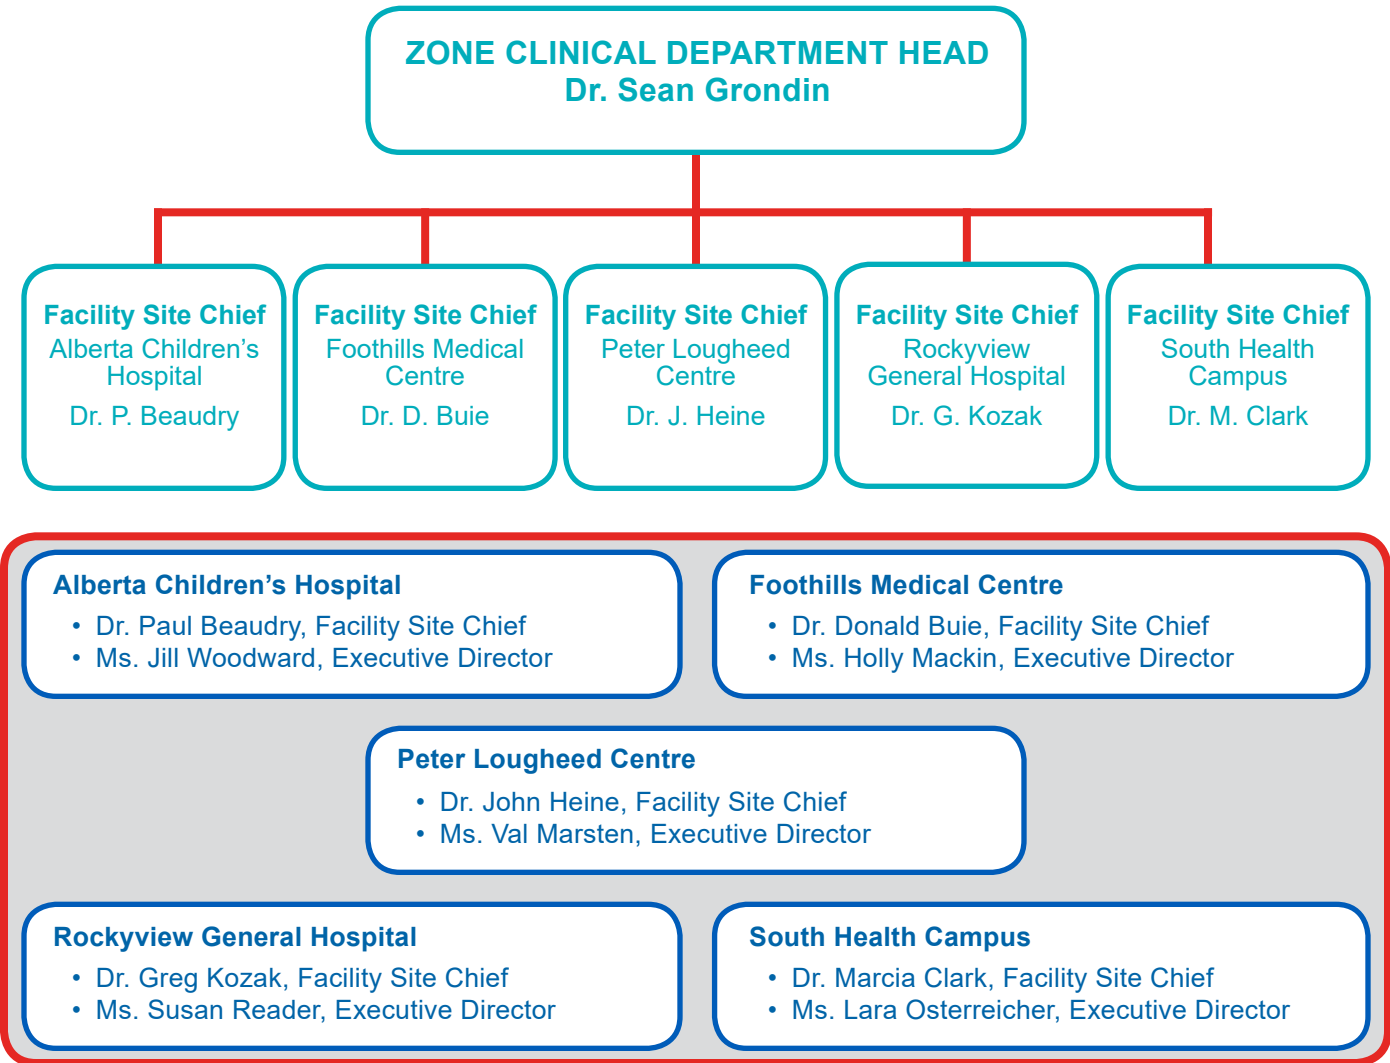 ZONE CLINICAL DEPARTMENT HEAD
Dr. Sean Grondin
Facility Site Chief
Alberta Children’s
Hospital
Dr. P. Beaudry
Facility Site Chief
Foothills Medical
Centre
Dr. D. Buie
Facility Site Chief
Peter Lougheed
Centre
Dr. J. Heine
Facility Site Chief
Rockyview
General Hospital
Dr. G. Kozak
Facility Site Chief
South Health
Campus
Dr. M. Clark
Alberta Children’s Hospital
• Dr. Paul Beaudry, Facility Site Chief
• Ms. Jill Woodward, Executive Director
Foothills Medical Centre
• Dr. Donald Buie, Facility Site Chief
• Ms. Holly Mackin, Executive Director
Peter Lougheed Centre
• Dr. John Heine, Facility Site Chief
• Ms. Val Marsten, Executive Director
Rockyview General Hospital
• Dr. Greg Kozak, Facility Site Chief
• Ms. Susan Reader, Executive Director
South Health Campus
• Dr. Marcia Clark, Facility Site Chief
• Ms. Lara Osterreicher, Executive Director